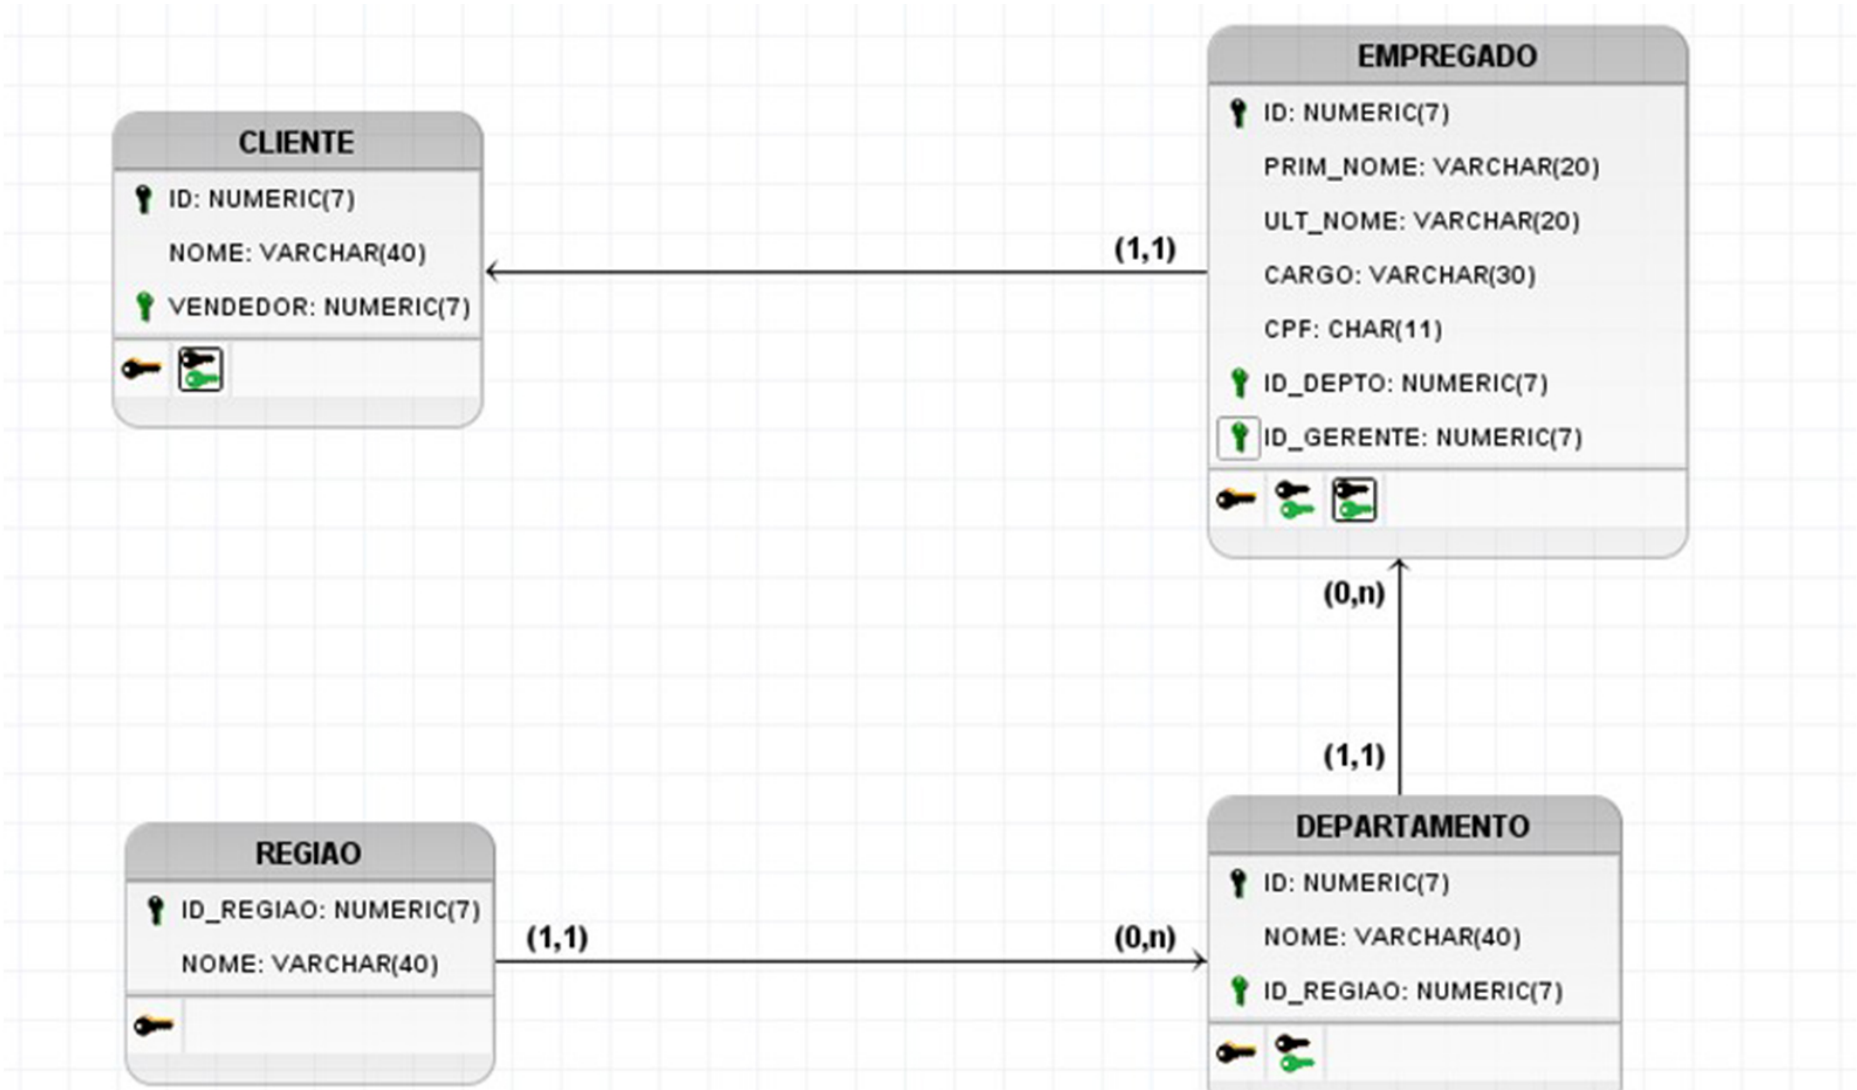 CLIENTE
ID: NUMERIC(7)
NOME: VARCHAR(40)
VENDEDOR: NUMERIC(7)
(1,1)
EMPREGADO
ID: NUMERIC(7)
PRIM_NOME: VARCHAR(20)
ULT_NOME: VARCHAR(20)
CARGO: VARCHAR(30)
CPF: CHAR(11)
ID_DEPTO: NUMERIC(7)
ID_GERENTE: NUMERIC(7)
(0,n)
(1,1)
REGIAO
ID_REGIAO: NUMERIC(7)
NOME: VARCHAR(40)
(1,1)
(0,n)
DEPARTAMENTO
ID: NUMERIC(7)
NOME: VARCHAR(40)
ID_REGIAO: NUMERIC(7)